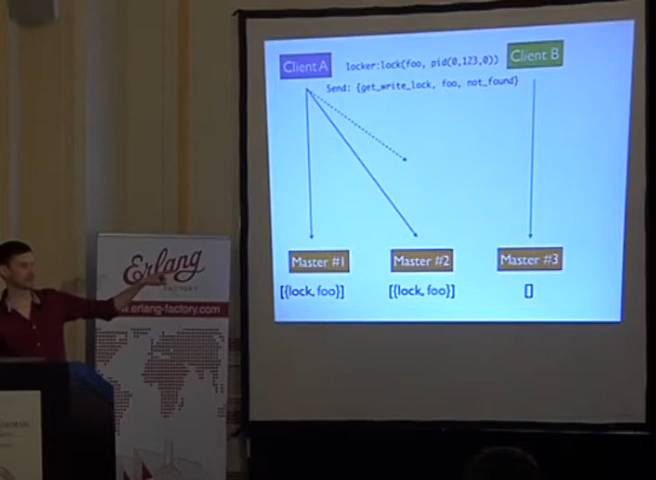 Client A
locker:lock(foo, pid(0,123,0))
Client B
Send: {get_write_lock, foo, not_found}
Master #1
Master #2
Master #3
[{lock, foo}]
[{lock, foo}]
[]
Erlang
FACTORY
www.erlang-factory.com